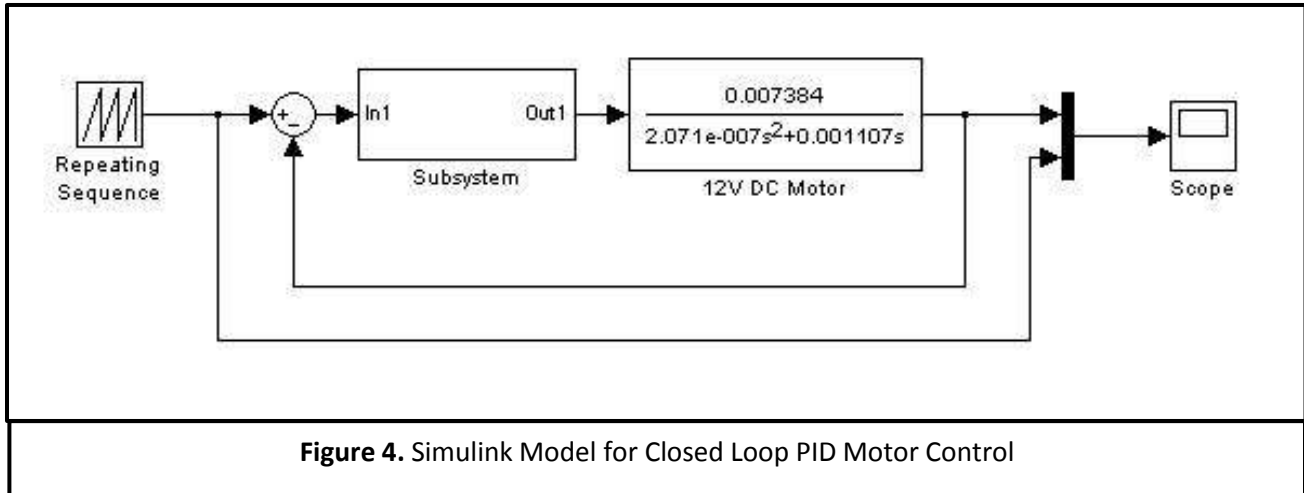 Repeating
Sequence
+
-
In1
Out1
Subsystem
0.007384
2.071e-007s²+0.001107s
12V DC Motor
Scope
Figure 4. Simulink Model for Closed Loop PID Motor Control